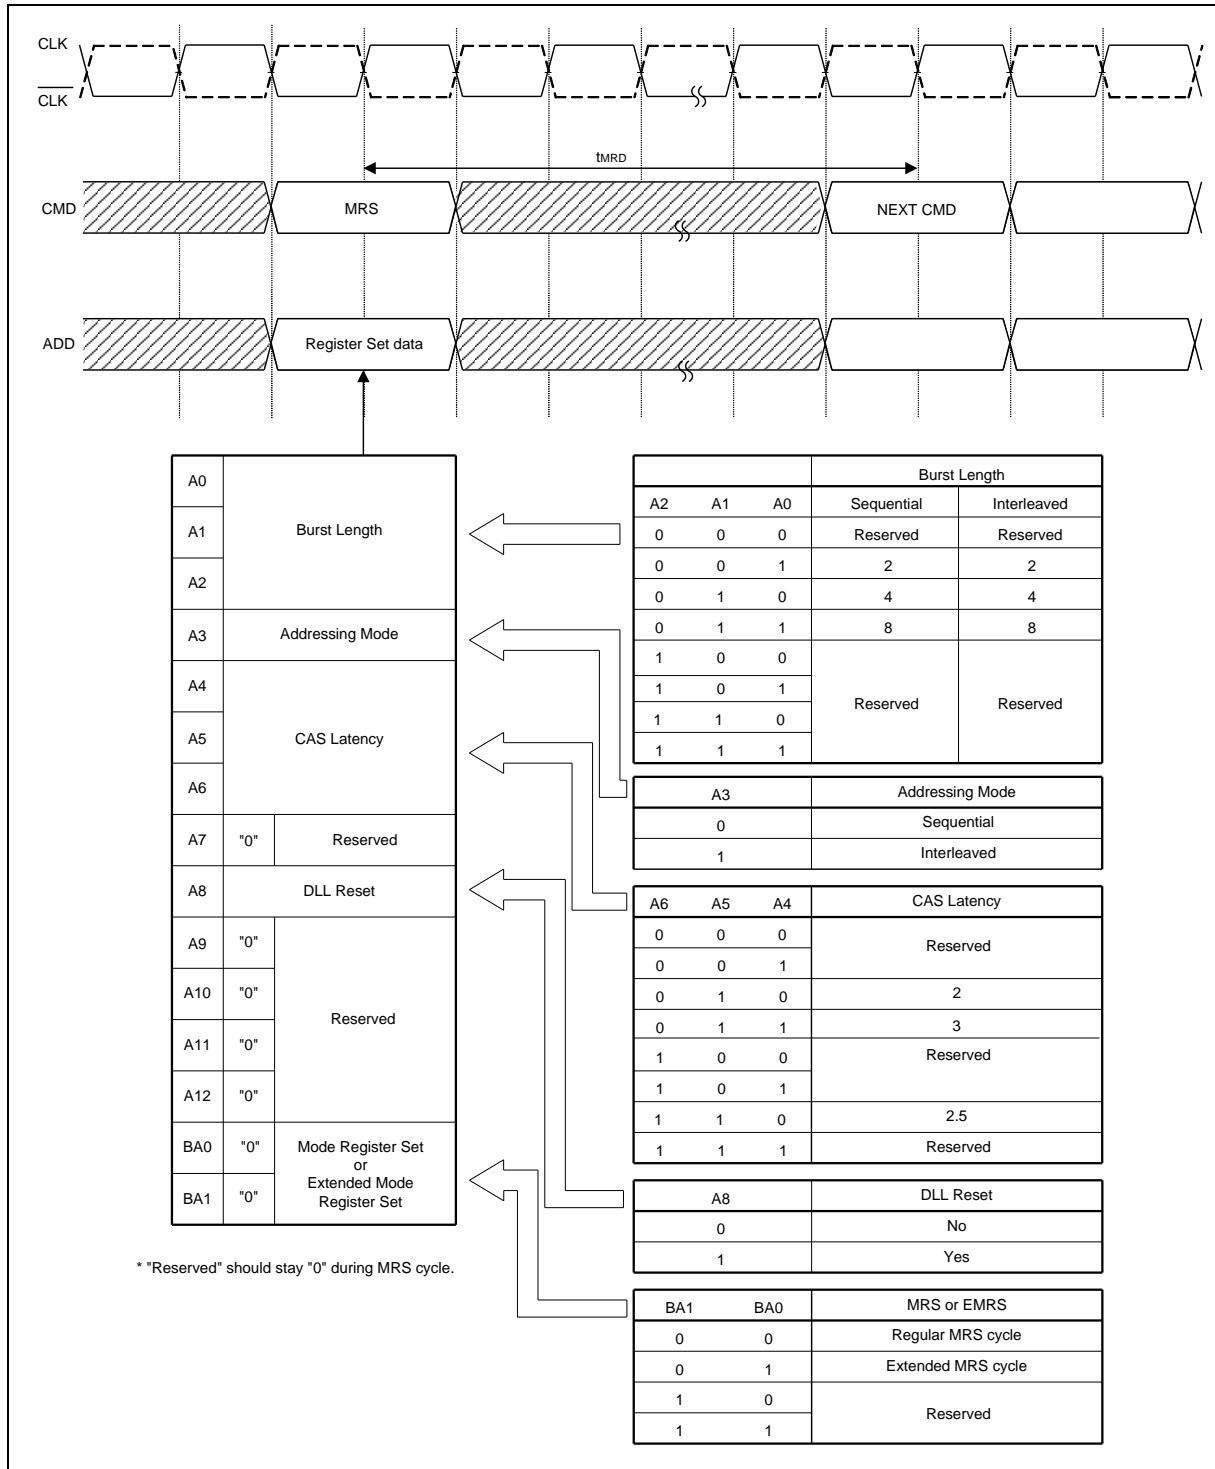 CLK
CLK
tMRD
CMD MRS NEXT CMD
ADD Register Set data
A0
A1 Burst Length
A2
A3 Addressing Mode
A4
A5 CAS Latency
A6
A7 "0" Reserved
A8 DLL Reset
A9 "0"
A10 "0"
Reserved
A11 "0"
A12 "0"
BA0 "0" Mode Register Set
or
Extended Mode
BA1 "0" Register Set
* "Reserved" should stay "0" during MRS cycle.
Burst Length
A2 A1 A0 Sequential Interleaved
0 0 0 Reserved Reserved
0 0 1 2 2
0 1 0 4 4
0 1 1 8 8
1 0 0
1 0 1
Reserved Reserved
1 1 0
1 1 1
A3 Addressing Mode
0 Sequential
1 Interleaved
A6 A5 A4 CAS Latency
0 0 0
Reserved
0 0 1
0 1 0 2
0 1 1 3
1 0 0 Reserved
1 0 1
1 1 0 2.5
1 1 1 Reserved
A8 DLL Reset
0 No
1 Yes
BA1 BA0 MRS or EMRS
0 0 Regular MRS cycle
0 1 Extended MRS cycle
1 0
Reserved
1 1